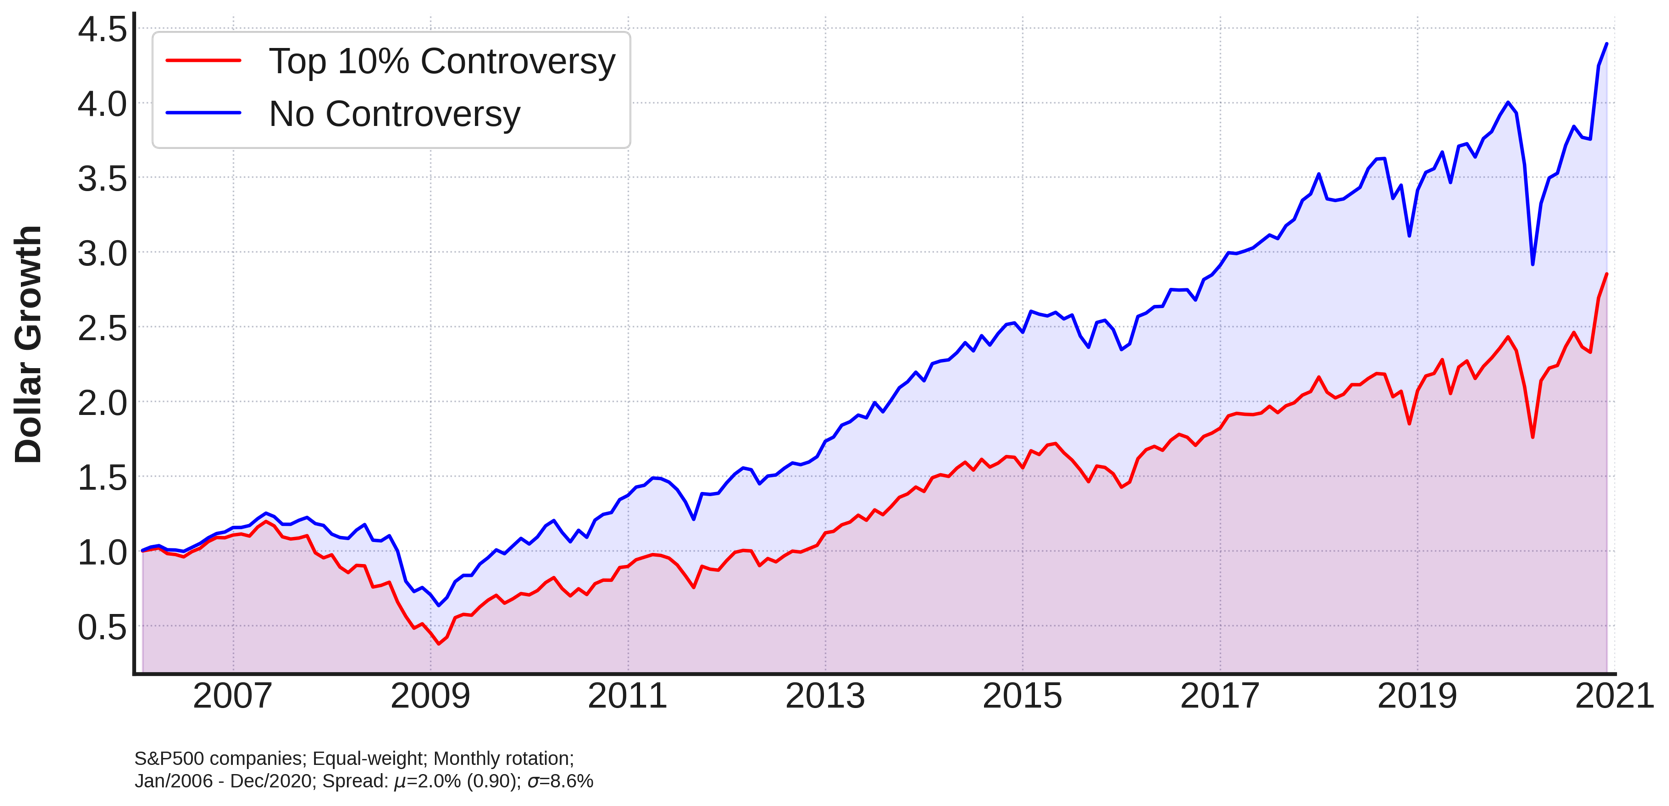 4.5
4.0
3.5
3.0
2.5
2.0
1.5
1.0
0.5
Dollar Growth
Top 10% Controversy
No Controversy
2007 2009 2011 2013 2015 2017 2019 2021
S&P500 companies; Equal-weight; Monthly rotation;
Jan/2006 - Dec/2020; Spread: μ=2.0% (0.90); σ=8.6%